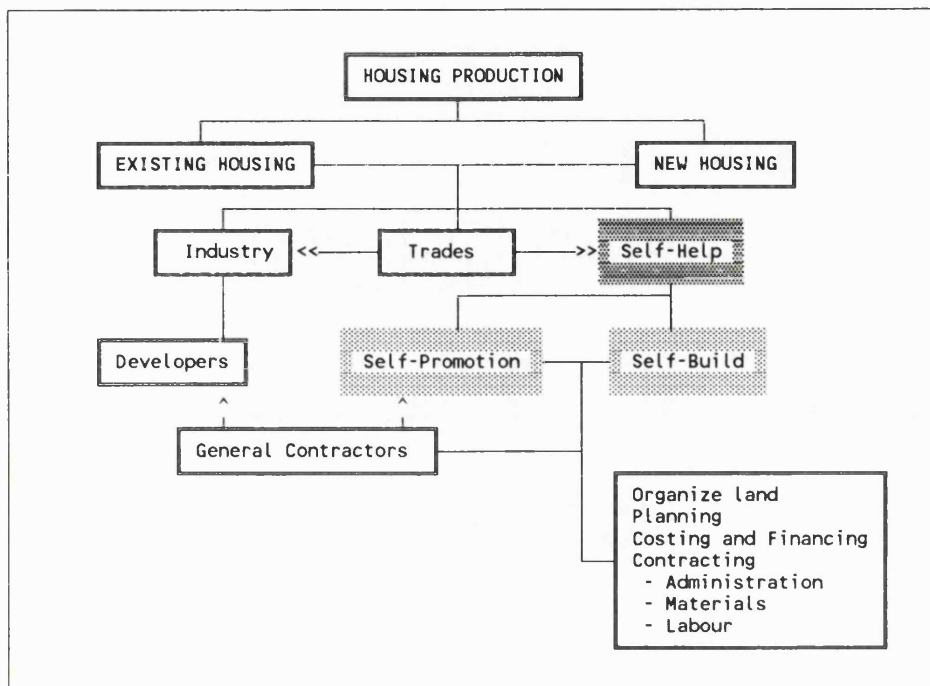 HOUSING PRODUCTION
EXISTING HOUSING
NEW HOUSING
Industry << Trades >> Self-Help
Developers
Self-Promotion
Self-Build
^ ^
General Contractors
Organize land
Planning
Costing and Financing
Contracting
- Administration
- Materials
- Labour